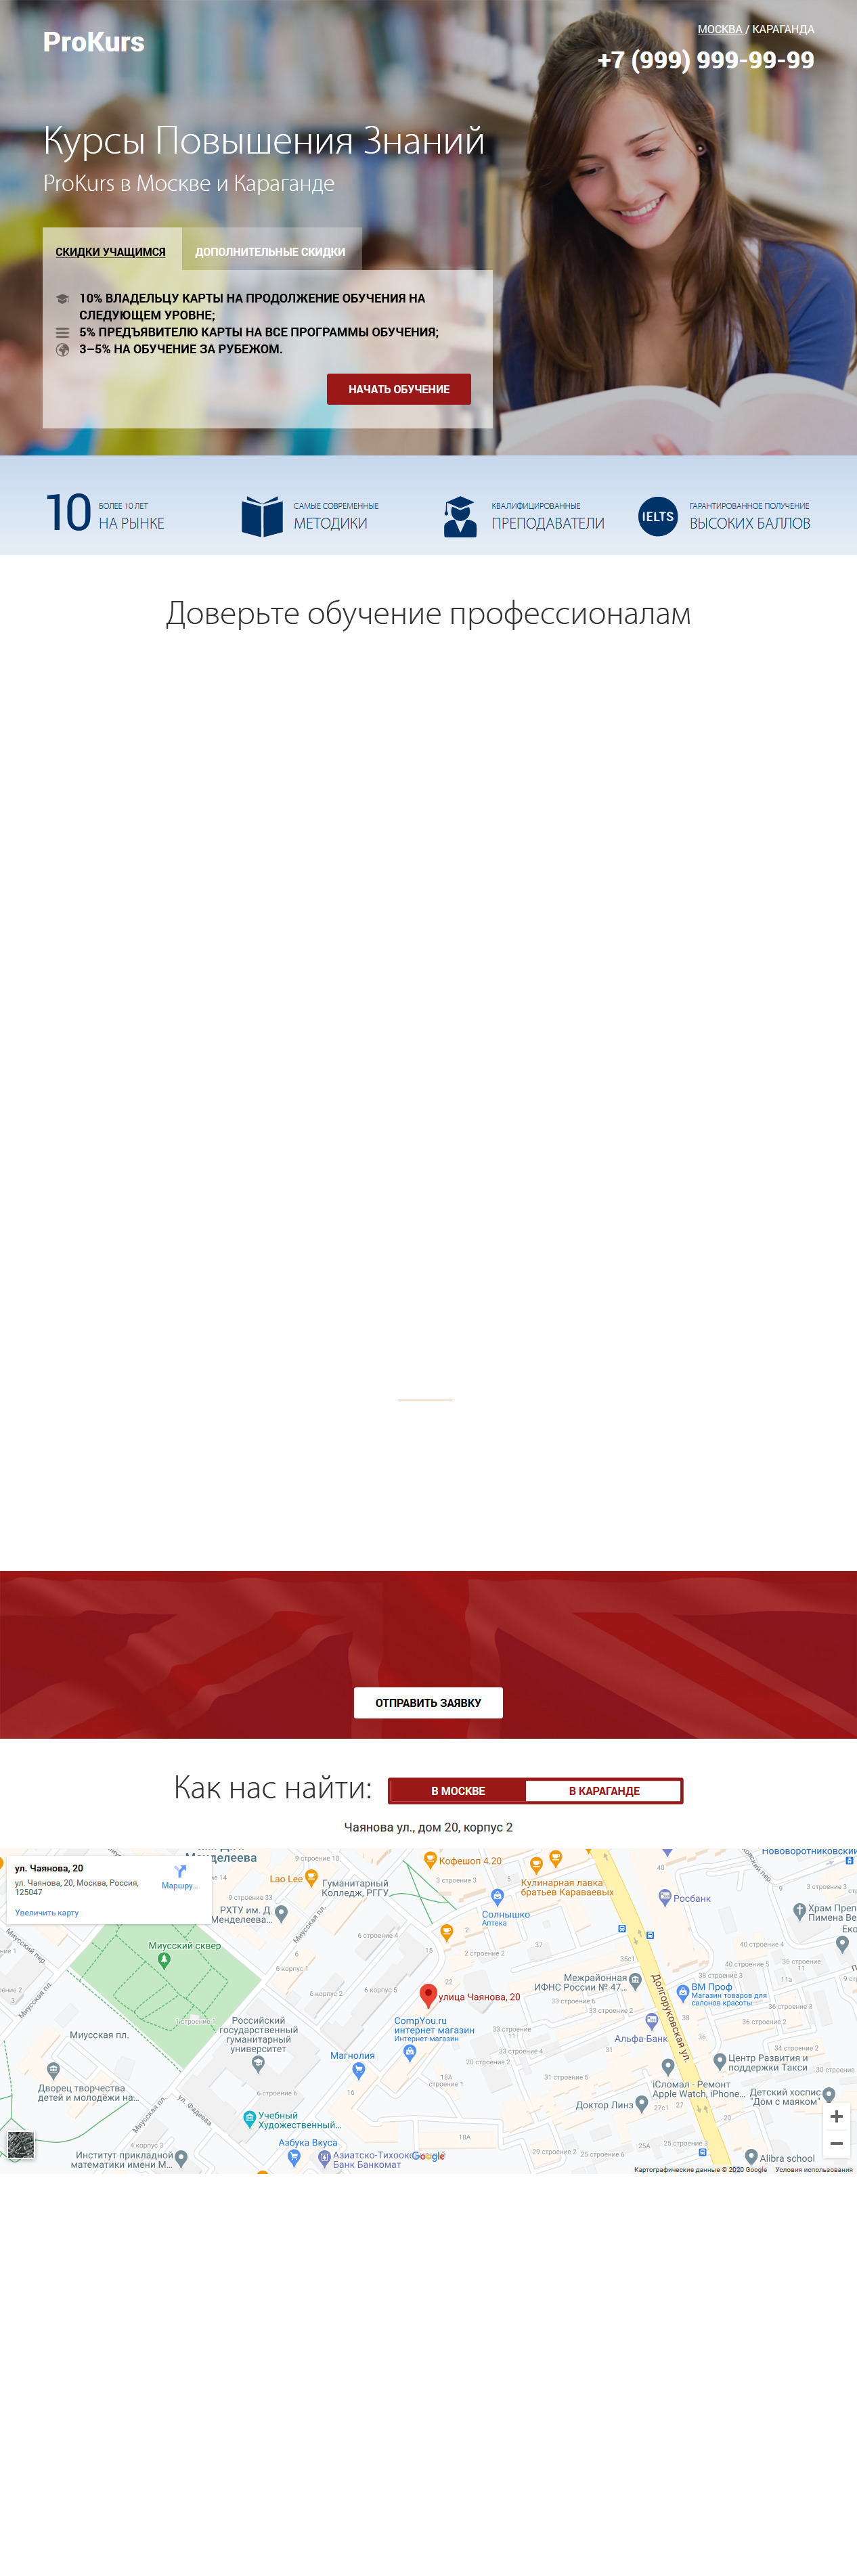 ProKurs
МОСКВА / КАРАГАНДА
+7 (999) 999-99-99
Курсы Повышения Знаний
ProKurs в Москве и Караганде
СКИДКИ УЧАЩИМСЯ
ДОПОЛНИТЕЛЬНЫЕ СКИДКИ
10% ВЛАДЕЛЬЦУ КАРТЫ НА ПРОДОЛЖЕНИЕ ОБУЧЕНИЯ НА
СЛЕДУЮЩЕМ УРОВНЕ;
5% ПРЕДЪЯВИТЕЛЮ КАРТЫ НА ВСЕ ПРОГРАММЫ ОБУЧЕНИЯ;
3–5% НА ОБУЧЕНИЕ ЗА РУБЕЖОМ.
НАЧАТЬ ОБУЧЕНИЕ
10
БОЛЕЕ 10 ЛЕТ
НА РЫНКЕ
САМЫЕ СОВРЕМЕННЫЕ
МЕТОДИКИ
КВАЛИФИЦИРОВАННЫЕ
ПРЕПОДАВАТЕЛИ
IELTS
ГАРАНТИРОВАННОЕ ПОЛУЧЕНИЕ
ВЫСОКИХ БАЛЛОВ
Доверьте обучение профессионалам
ОТПРАВИТЬ ЗАЯВКУ
Как нас найти:
В МОСКВЕ
В КАРАГАНДЕ
Чаянова ул., дом 20, корпус 2
ул. Чаянова, 20
ул. Чаянова, 20, Москва, Россия,
125047
Маршру...
Увеличить карту
Lao Lee
Гуманитарный
Колледж, РГГУ
Кофешоп 4.20
Кулинарная лавка
братьев Караваевых
Нововоротниковский
Росбанк
РХТУ им. Д.
Менделеева...
Солнышко
Аптека
Храм Преп
Пимена Ве
Миусский сквер
Межрайонная
ИФНС России № 47...
ВМ Проф
Магазин товаров для
салонов красоты
улица Чаянова, 20
Долгоруковская ул.
Миусская пл.
Российский
государственный
гуманитарный
университет
CompYou.ru
интернет магазин
Интернет-магазин
Альфа-Банк
Магнолия
Центр Развития и
поддержки Такси
Дворец творчества
детей и молодёжи на...
iСломал - Ремонт
Apple Watch, iPhone...
Детский хоспис
"Дом с маяком"
Доктор Линз
Учебный
Художественный...
ул. Фадеева
Азбука Вкуса
Институт прикладной
математики имени М...
Азиатско-Тихоокс
Банк Банкомат
Google
Alibra school
Картографические данные © 2020 Google
Условия использования